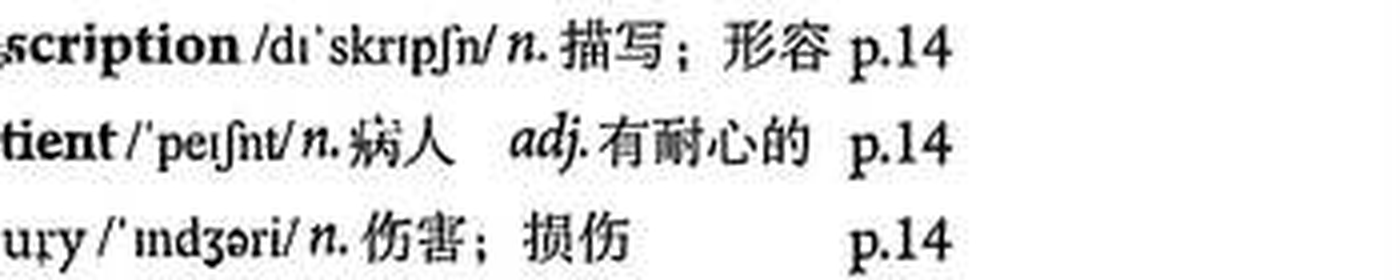 scription /dɪˈskrɪpʃn/ n. 描写；形容 p.14
tient /ˈpeɪʃnt/ n. 病人 adj. 有耐心的 p.14
ury /ˈɪndʒəri/ n. 伤害；损伤 p.14